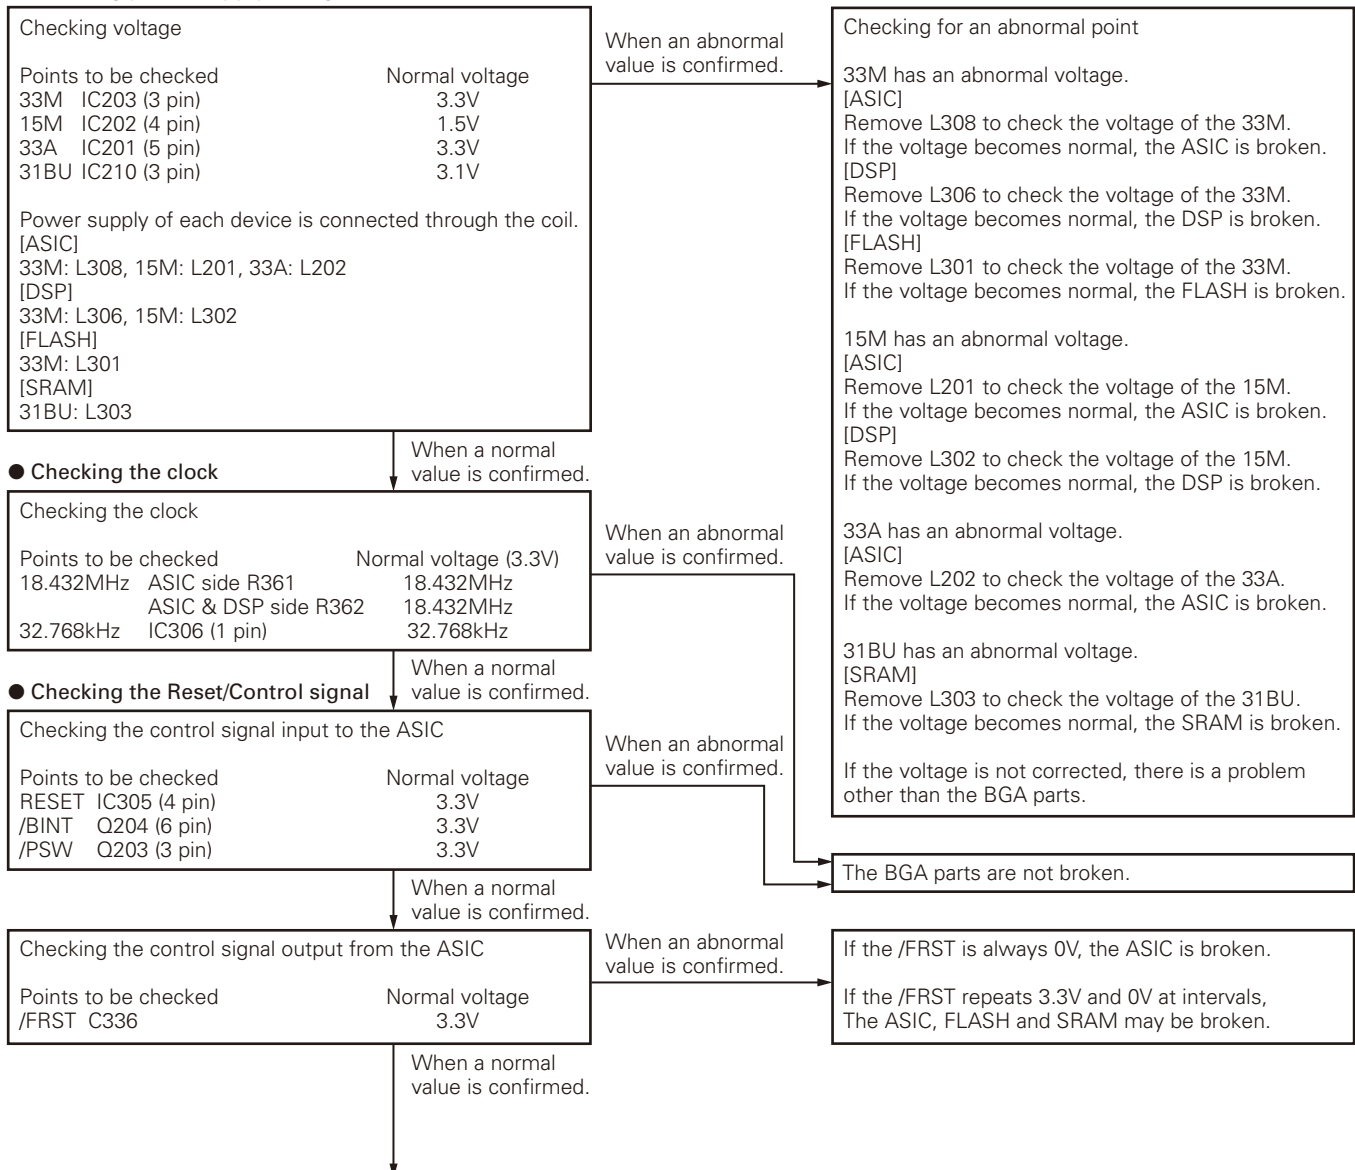 Checking voltage
Points to be checked Normal voltage
33M IC203 (3 pin) 3.3V
15M IC202 (4 pin) 1.5V
33A IC201 (5 pin) 3.3V
31BU IC210 (3 pin) 3.1V
Power supply of each device is connected through the coil.
[ASIC]
33M: L308, 15M: L201, 33A: L202
[DSP]
33M: L306, 15M: L302
[FLASH]
33M: L301
[SRAM]
31BU: L303
When an abnormal
value is confirmed.
Checking for an abnormal point
33M has an abnormal voltage.
[ASIC]
Remove L308 to check the voltage of the 33M.
If the voltage becomes normal, the ASIC is broken.
[DSP]
Remove L306 to check the voltage of the 33M.
If the voltage becomes normal, the DSP is broken.
[FLASH]
Remove L301 to check the voltage of the 33M.
If the voltage becomes normal, the FLASH is broken.
15M has an abnormal voltage.
[ASIC]
Remove L201 to check the voltage of the 15M.
If the voltage becomes normal, the ASIC is broken.
[DSP]
Remove L302 to check the voltage of the 15M.
If the voltage becomes normal, the DSP is broken.
33A has an abnormal voltage.
[ASIC]
Remove L202 to check the voltage of the 33A.
If the voltage becomes normal, the ASIC is broken.
31BU has an abnormal voltage.
[SRAM]
Remove L303 to check the voltage of the 31BU.
If the voltage becomes normal, the SRAM is broken.
If the voltage is not corrected, there is a problem
other than the BGA parts.
When a normal
value is confirmed.
● Checking the clock
Checking the clock
Points to be checked Normal voltage (3.3V)
18.432MHz ASIC side R361 18.432MHz
ASIC & DSP side R362 18.432MHz
32.768kHz IC306 (1 pin) 32.768kHz
When an abnormal
value is confirmed.
When a normal
value is confirmed.
● Checking the Reset/Control signal
Checking the control signal input to the ASIC
Points to be checked Normal voltage
RESET IC305 (4 pin) 3.3V
/BINT Q204 (6 pin) 3.3V
/PSW Q203 (3 pin) 3.3V
When an abnormal
value is confirmed.
The BGA parts are not broken.
When a normal
value is confirmed.
Checking the control signal output from the ASIC
Points to be checked Normal voltage
/FRST C336 3.3V
When an abnormal
value is confirmed.
If the /FRST is always 0V, the ASIC is broken.
If the /FRST repeats 3.3V and 0V at intervals,
The ASIC, FLASH and SRAM may be broken.
When a normal
value is confirmed.